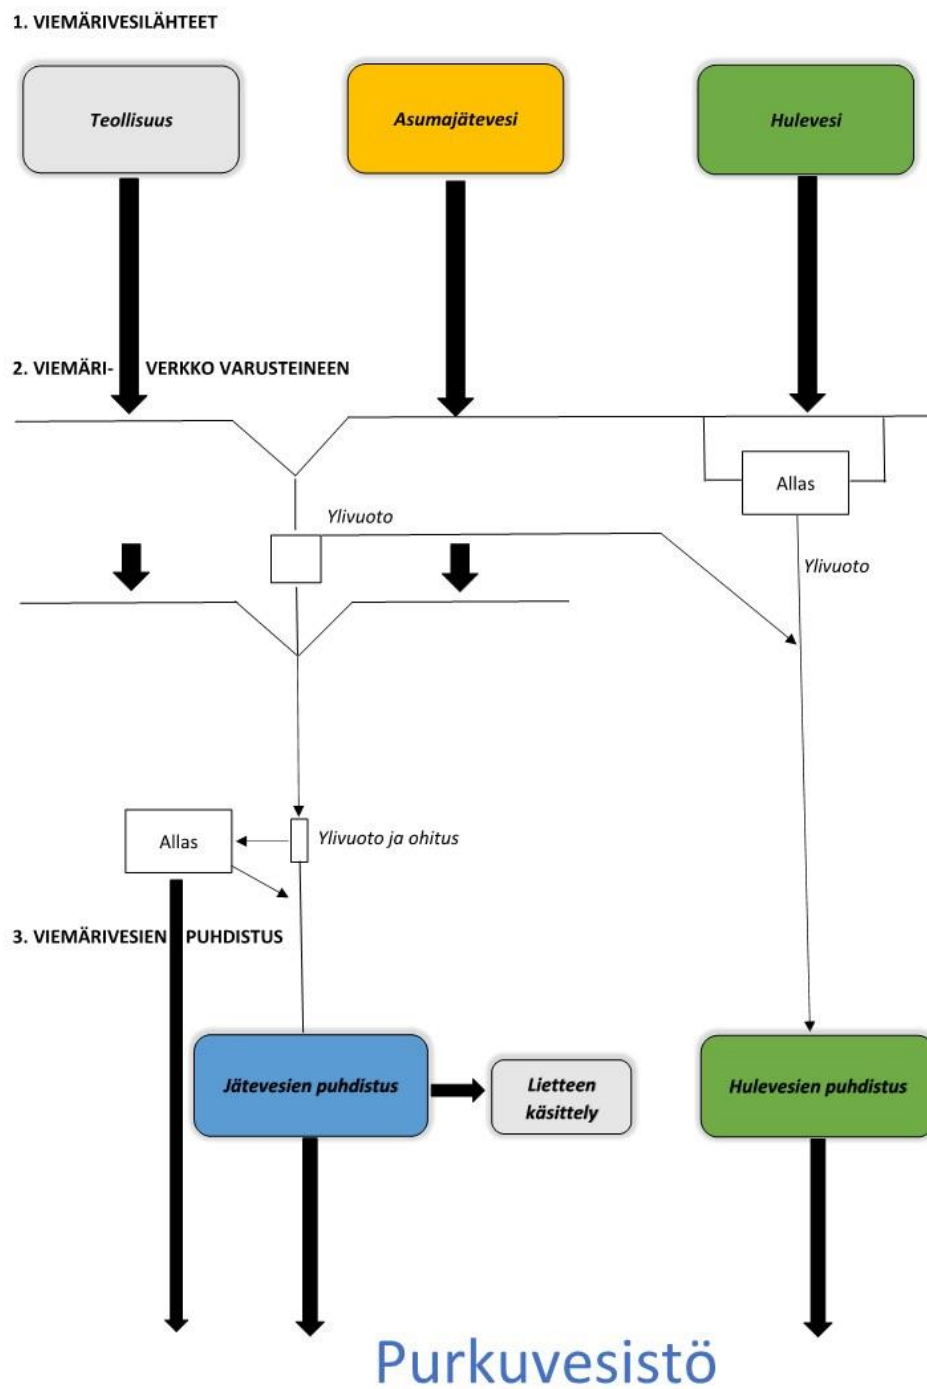 1. VIEMÄRIVESILÄHTEET
Teollisuus
Asumajätevesi
Hulevesi
2. VIEMÄRI- VERKKO VARUSTEINEEN
Allas
Ylivuoto
Ylivuoto
Allas
Ylivuoto ja ohitus
3. VIEMÄRIVESIEN PUHDISTUS
Jätevesien puhdistus
Lietteen
käsittely
Hulevesien puhdistus
Purkuvesistö